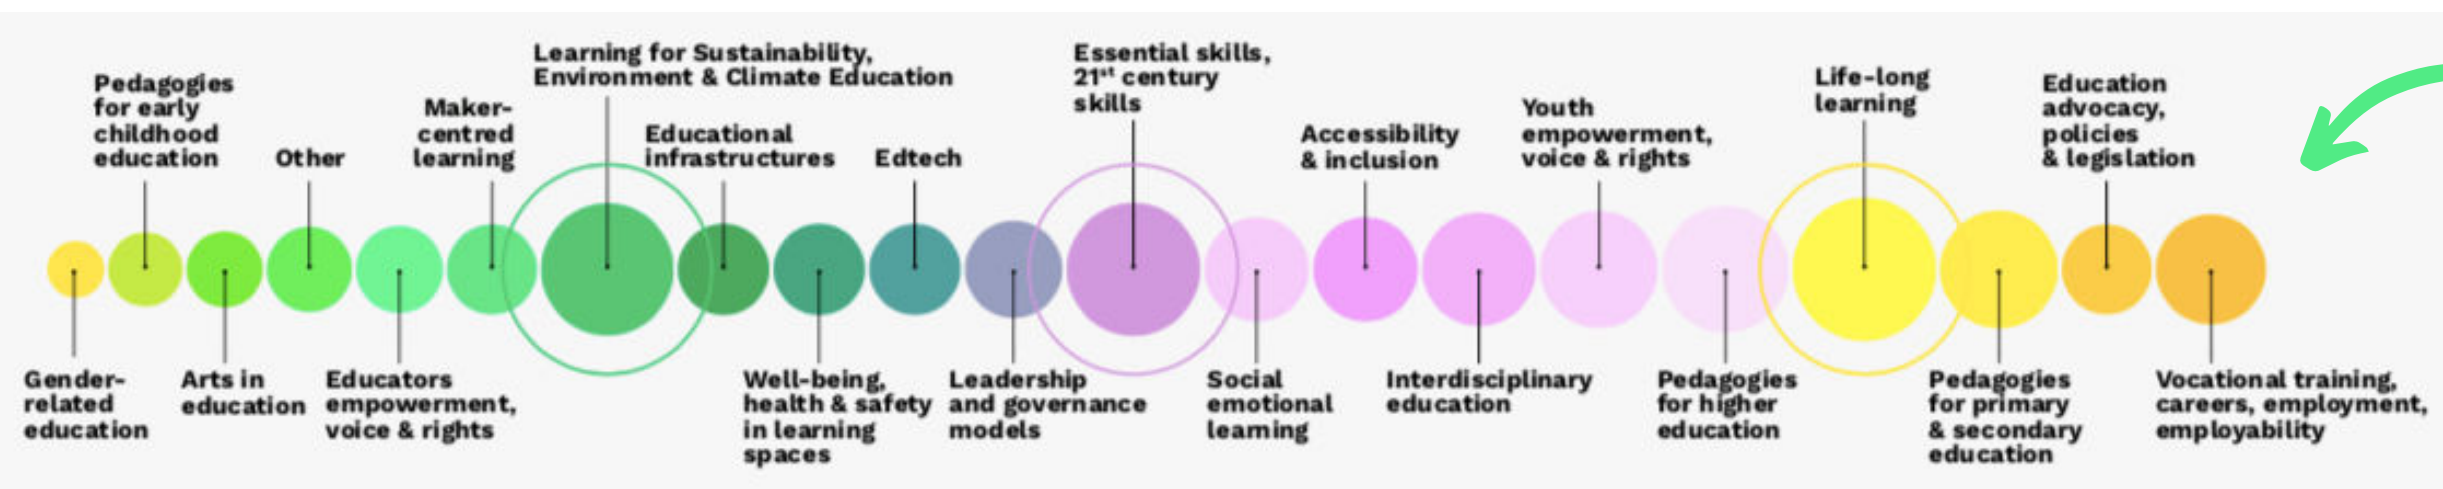 Pedagogies
for early
childhood
education
Other
Maker-
centred
learning
Learning for Sustainability,
Environment & Climate Education
Educational
infrastructures
Edtech
Essential skills,
21st century
skills
Accessibility
& inclusion
Youth
empowerment,
voice & rights
Life-long
learning
Education
advocacy,
policies
& legislation
Gender-
related
education
Arts in
education
Educators
empowerment,
voice & rights
Well-being,
health & safety
in learning
spaces
Leadership
and governance
models
Social
emotional
learning
Interdisciplinary
education
Pedagogies
for higher
education
Pedagogies
for primary
& secondary
education
Vocational training,
careers, employment,
employability